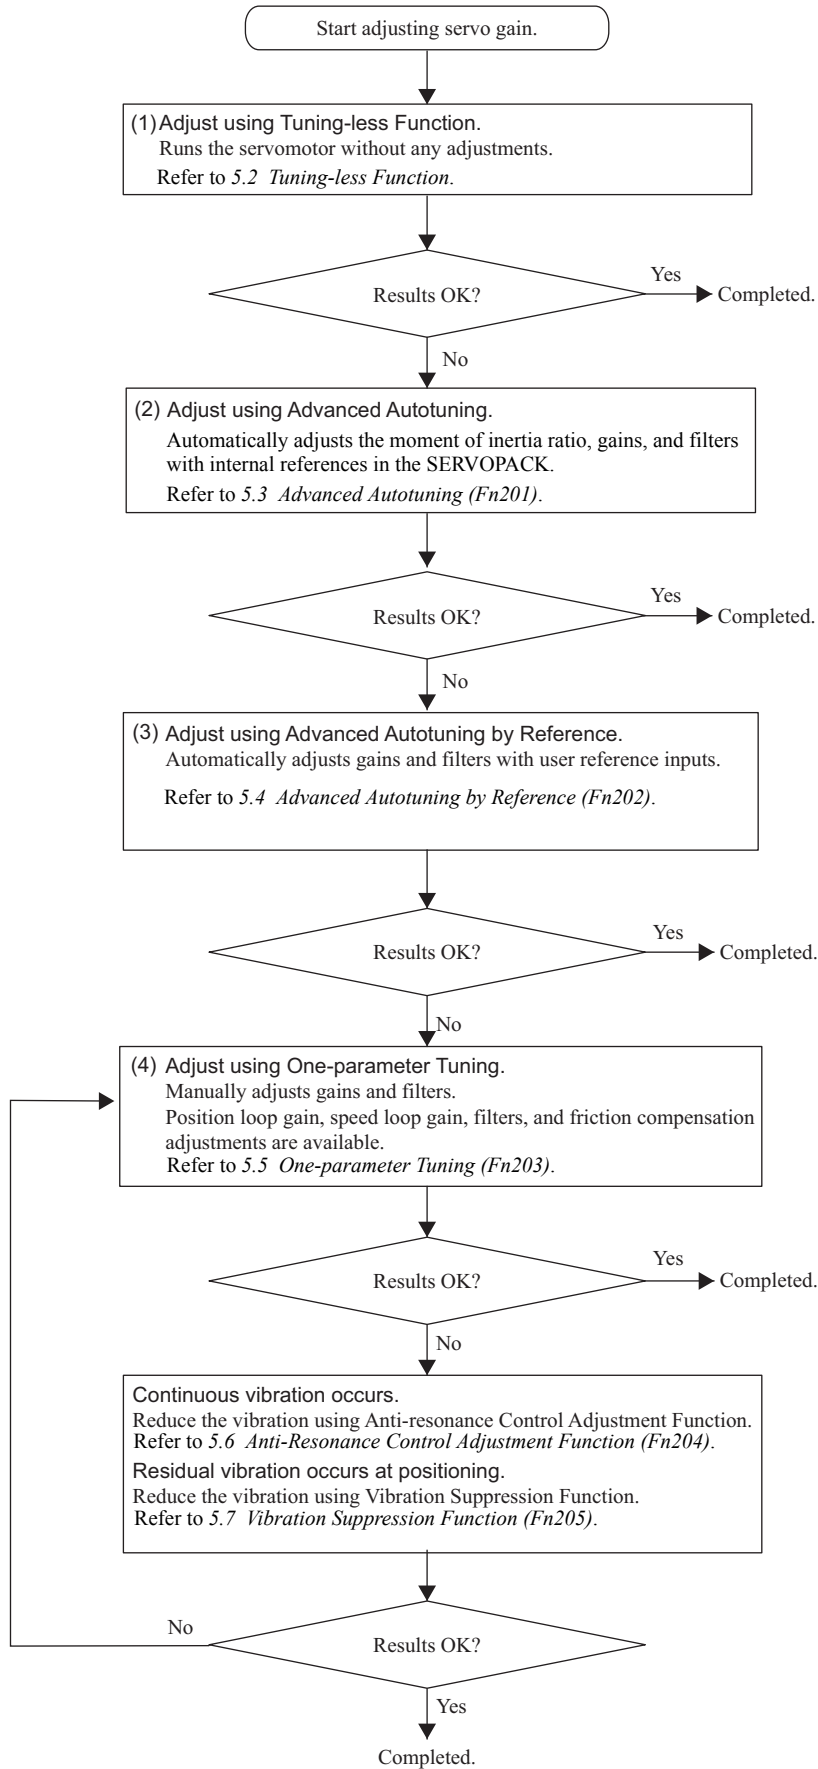 Start adjusting servo gain.
(1) Adjust using Tuning-less Function.
Runs the servomotor without any adjustments.
Refer to 5.2 Tuning-less Function.
Results OK?
Yes
Completed.
No
(2) Adjust using Advanced Autotuning.
Automatically adjusts the moment of inertia ratio, gains, and filters
with internal references in the SERVOPACK.
Refer to 5.3 Advanced Autotuning (Fn201).
Results OK?
Yes
Completed.
No
(3) Adjust using Advanced Autotuning by Reference.
Automatically adjusts gains and filters with user reference inputs.
Refer to 5.4 Advanced Autotuning by Reference (Fn202).
Results OK?
Yes
Completed.
No
(4) Adjust using One-parameter Tuning.
Manually adjusts gains and filters.
Position loop gain, speed loop gain, filters, and friction compensation
adjustments are available.
Refer to 5.5 One-parameter Tuning (Fn203).
Results OK?
Yes
Completed.
No
Continuous vibration occurs.
Reduce the vibration using Anti-resonance Control Adjustment Function.
Refer to 5.6 Anti-Resonance Control Adjustment Function (Fn204).
Residual vibration occurs at positioning.
Reduce the vibration using Vibration Suppression Function.
Refer to 5.7 Vibration Suppression Function (Fn205).
No
Results OK?
Yes
Completed.